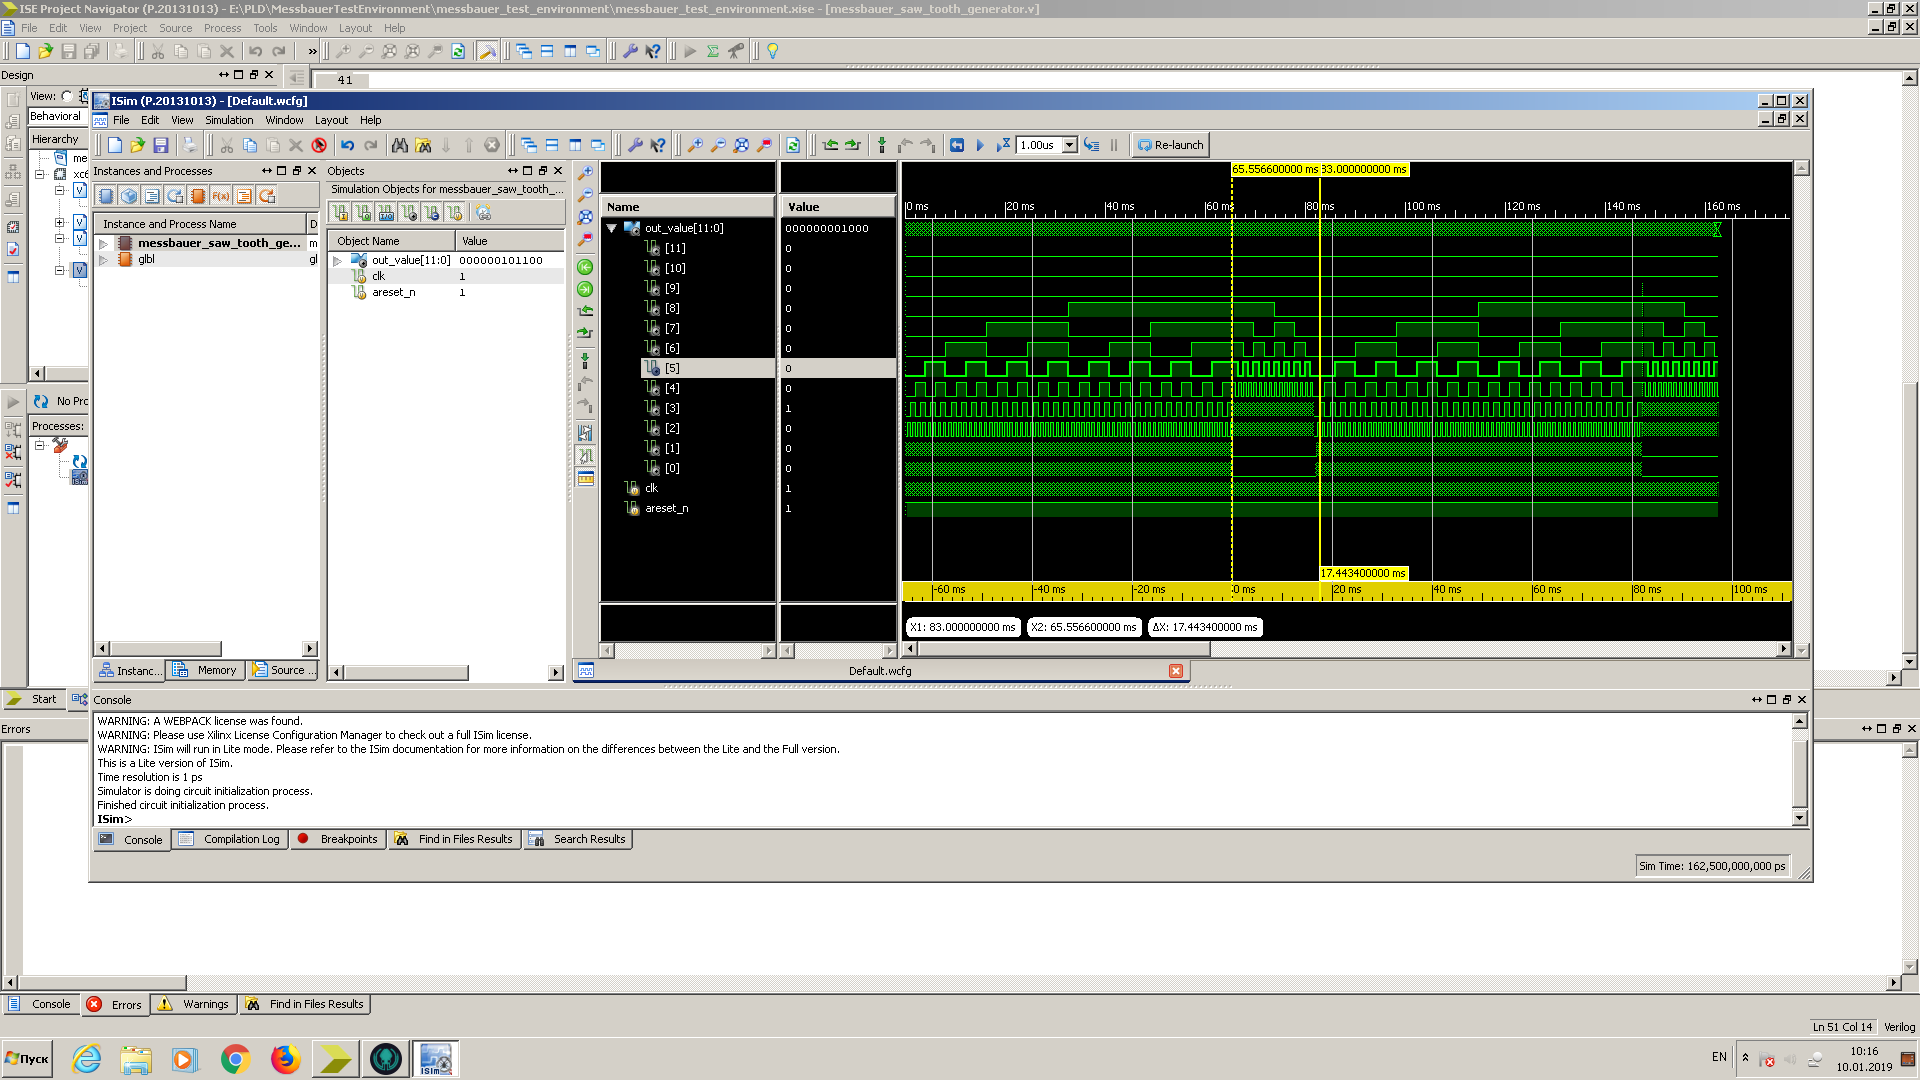 ISE Project Navigator (P.20131013) - E:\PLD\MessbauerTestEnvironment\messbauer_test_environment\messbauer_test_environment.xise - [messbauer_saw_tooth_generator.v]
File Edit View Project Source Process Tools Window Layout Help
Design
41
View:
Behavioral
Hierarchy
me
xc6
No Pro
Processes:
Start
ISim (P.20131013) - [Default.wcfg]
File Edit View Simulation Window Layout Help
1.00us
Re-launch
Instances and Processes
Instance and Process Name D
messbauer_saw_tooth_ge... m
glbl gl
Instanc... Memory Source ...
Objects
Simulation Objects for messbauer_saw_tooth_...
Object Name Value
out_value[11:0] 000000101100
clk 1
areset_n 1
Name Value
out_value[11:0] 000000001000
[11] 0
[10] 0
[9] 0
[8] 0
[7] 0
[6] 0
[5] 0
[4] 0
[3] 1
[2] 0
[1] 0
[0] 0
clk 1
areset_n 1
65.556600000 ms 83.000000000 ms
0 ms 20 ms 40 ms 60 ms 80 ms 100 ms 120 ms 140 ms 160 ms
17.443400000 ms
-60 ms -40 ms -20 ms 0 ms 20 ms 40 ms 60 ms 80 ms 100 ms
X1: 83.000000000 ms X2: 65.556600000 ms ΔX: 17.443400000 ms
Default.wcfg
Console
WARNING: A WEBPACK license was found.
WARNING: Please use Xilinx License Configuration Manager to check out a full ISim license.
WARNING: ISim will run in Lite mode. Please refer to the ISim documentation for more information on the differences between the Lite and the Full version.
This is a Lite version of ISim.
Time resolution is 1 ps
Simulator is doing circuit initialization process.
Finished circuit initialization process.
ISim>
Console Compilation Log Breakpoints Find in Files Results Search Results
Sim Time: 162,500,000,000 ps
Errors
Console Errors Warnings Find in Files Results
Ln 51 Col 14 Verilog
Пуск
ISim
EN
10:16
10.01.2019